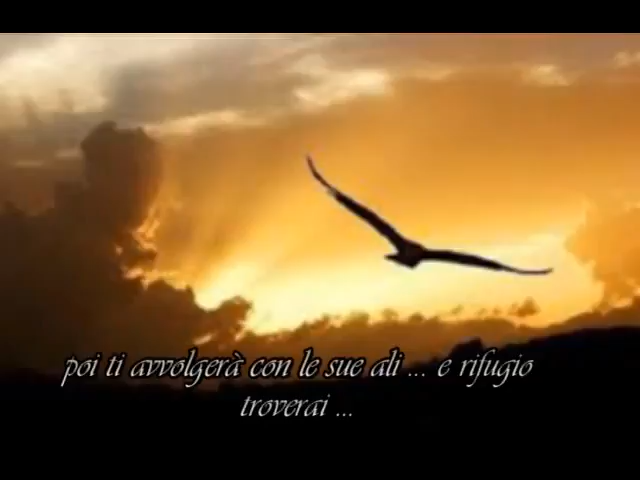 poi ti avvolgerà con le sue ali ... e rifugio
troverai ...